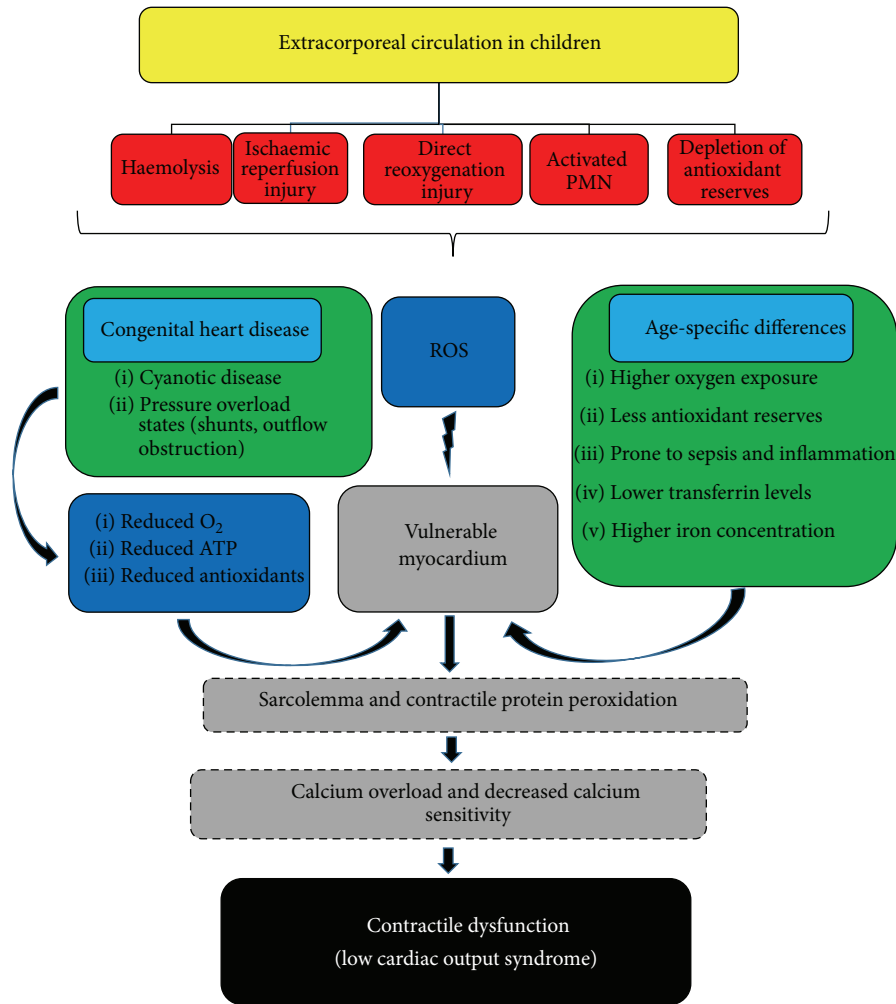 Extracorporeal circulation in children
Haemolysis
Ischaemic
reperfusion
injury
Direct
reoxygenation
injury
Activated
PMN
Depletion of
antioxidant
reserves
Congenital heart disease
(i) Cyanotic disease
(ii) Pressure overload
states (shunts, outflow
obstruction)
ROS
Age-specific differences
(i) Higher oxygen exposure
(ii) Less antioxidant reserves
(iii) Prone to sepsis and inflammation
(iv) Lower transferrin levels
(v) Higher iron concentration
(i) Reduced O₂
(ii) Reduced ATP
(iii) Reduced antioxidants
Vulnerable
myocardium
Sarcolemma and contractile protein peroxidation
Calcium overload and decreased calcium
sensitivity
Contractile dysfunction
(low cardiac output syndrome)